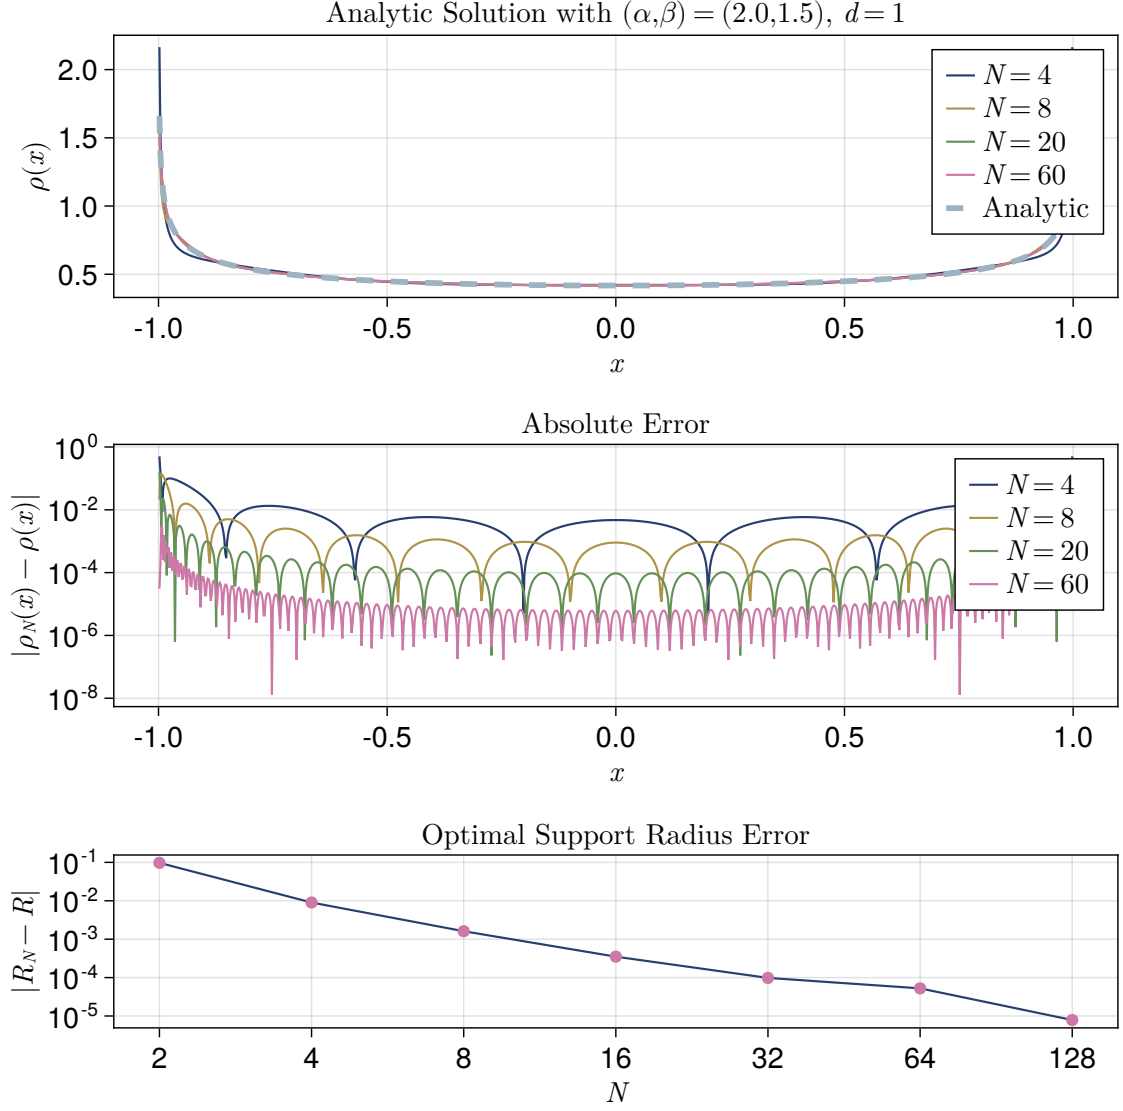 Analytic Solution with (α,β) = (2.0,1.5), d = 1
ρ(x)
2.0
1.5
1.0
0.5
N = 4
N = 8
N = 20
N = 60
Analytic
-1.0 -0.5 0.0 0.5 1.0
x
Absolute Error
|ρ_N(x) − ρ(x)|
10^0
10^-2
10^-4
10^-6
10^-8
N = 4
N = 8
N = 20
N = 60
-1.0 -0.5 0.0 0.5 1.0
x
Optimal Support Radius Error
|R_N − R|
10^-1
10^-2
10^-3
10^-4
10^-5
2 4 8 16 32 64 128
N